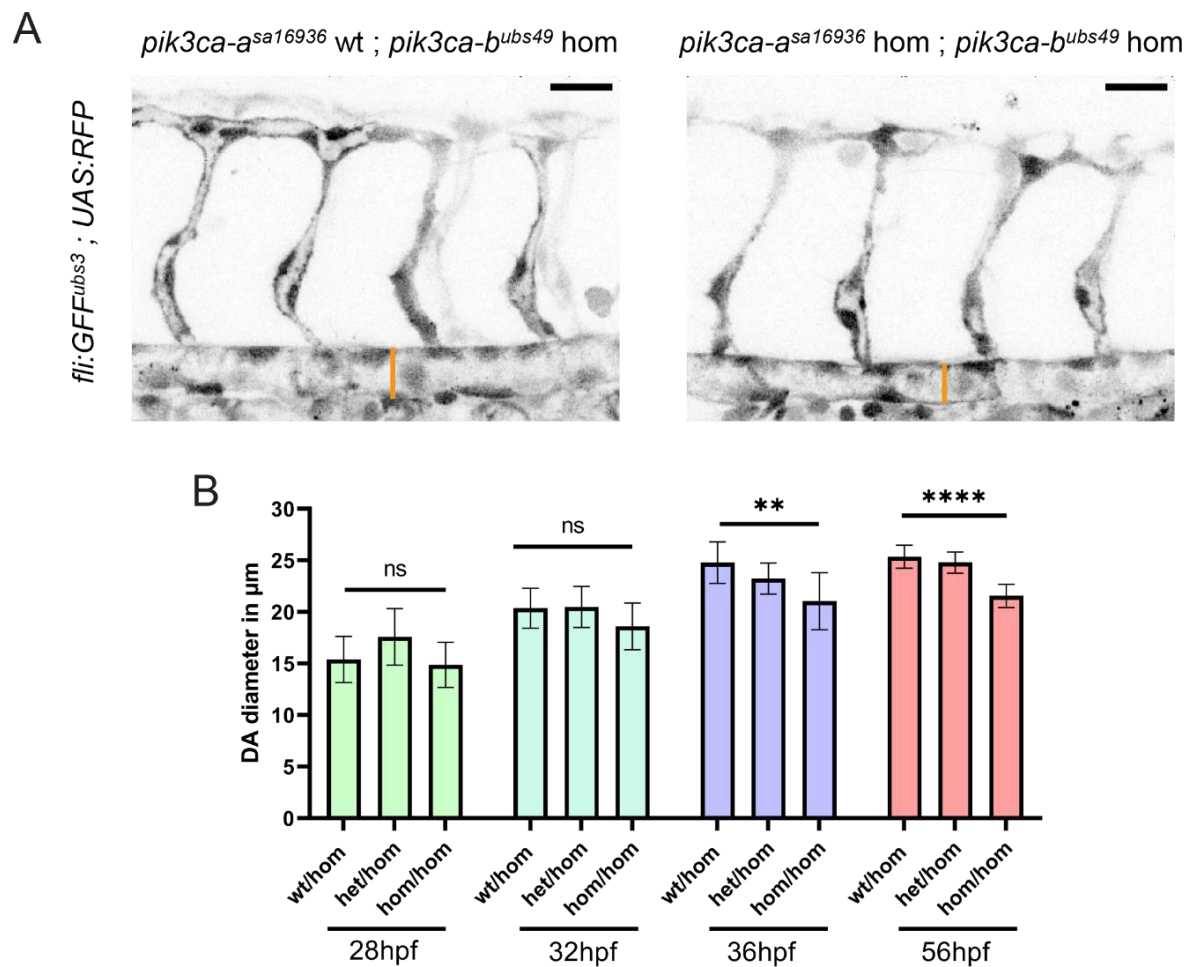 A
pik3ca-a^sa16936 wt ; pik3ca-b^ubs49 hom
pik3ca-a^sa16936 hom ; pik3ca-b^ubs49 hom
fli:GFF^ubs3 ; UAS:RFP
B
DA diameter in µm
30
25
20
15
10
5
0
ns
ns
**
****
wt/hom
het/hom
hom/hom
wt/hom
het/hom
hom/hom
wt/hom
het/hom
hom/hom
wt/hom
het/hom
hom/hom
28hpf
32hpf
36hpf
56hpf